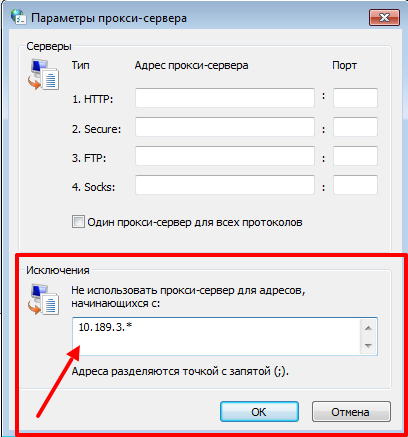 Параметры прокси-сервера
Серверы
Тип Адрес прокси-сервера Порт
1. HTTP: :
2. Secure: :
3. FTP: :
4. Socks: :
Один прокси-сервер для всех протоколов
Исключения
Не использовать прокси-сервер для адресов,
начинающихся с:
10.189.3.*
Адреса разделяются точкой с запятой (;).
ОК Отмена